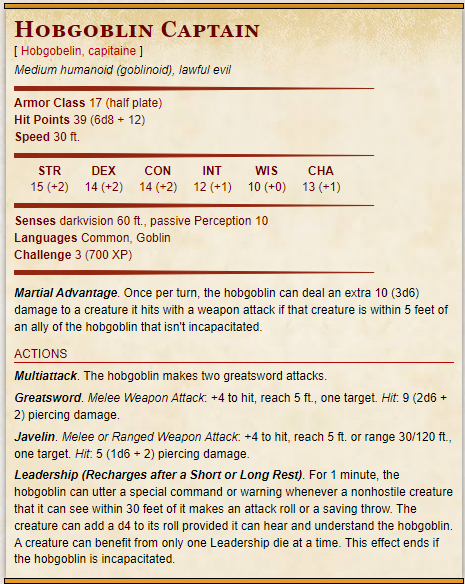 Hobgoblin Captain
[ Hobgobelin, capitaine ]
Medium humanoid (goblinoid), lawful evil
Armor Class 17 (half plate)
Hit Points 39 (6d8 + 12)
Speed 30 ft.
STR DEX CON INT WIS CHA
15 (+2) 14 (+2) 14 (+2) 12 (+1) 10 (+0) 13 (+1)
Senses darkvision 60 ft., passive Perception 10
Languages Common, Goblin
Challenge 3 (700 XP)
Martial Advantage. Once per turn, the hobgoblin can deal an extra 10 (3d6)
damage to a creature it hits with a weapon attack if that creature is within 5 feet of
an ally of the hobgoblin that isn't incapacitated.
ACTIONS
Multiattack. The hobgoblin makes two greatsword attacks.
Greatsword. Melee Weapon Attack: +4 to hit, reach 5 ft., one target. Hit: 9 (2d6 +
2) piercing damage.
Javelin. Melee or Ranged Weapon Attack: +4 to hit, reach 5 ft. or range 30/120 ft.,
one target. Hit: 5 (1d6 + 2) piercing damage.
Leadership (Recharges after a Short or Long Rest). For 1 minute, the
hobgoblin can utter a special command or warning whenever a nonhostile creature
that it can see within 30 feet of it makes an attack roll or a saving throw. The
creature can add a d4 to its roll provided it can hear and understand the hobgoblin.
A creature can benefit from only one Leadership die at a time. This effect ends if
the hobgoblin is incapacitated.